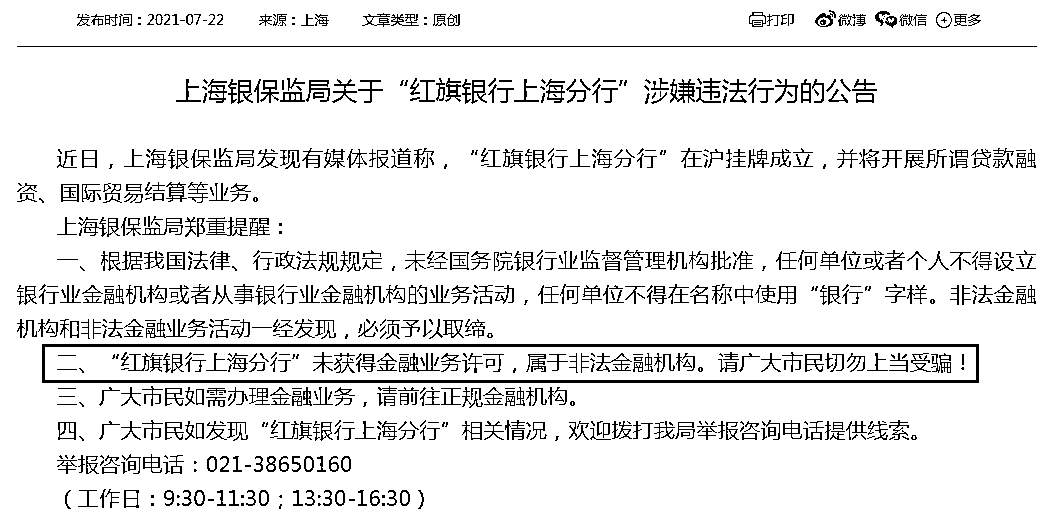 发布时间：2021-07-22 来源：上海 文章类型：原创 打印 微博 微信 更多
上海银保监局关于“红旗银行上海分行”涉嫌违法行为的公告
近日，上海银保监局发现有媒体报道称，“红旗银行上海分行”在沪挂牌成立，并将开展所谓贷款融
资、国际贸易结算等业务。
上海银保监局郑重提醒：
一、根据我国法律、行政法规规定，未经国务院银行业监督管理机构批准，任何单位或者个人不得设立
银行业金融机构或者从事银行业金融机构的业务活动，任何单位不得在名称中使用“银行”字样。非法金融
机构和非法金融业务活动一经发现，必须予以取缔。
二、“红旗银行上海分行”未获得金融业务许可，属于非法金融机构。请广大市民切勿上当受骗！
三、广大市民如需办理金融业务，请前往正规金融机构。
四、广大市民如发现“红旗银行上海分行”相关情况，欢迎拨打我局举报咨询电话提供线索。
举报咨询电话：021-38650160
（工作日：9:30-11:30；13:30-16:30）